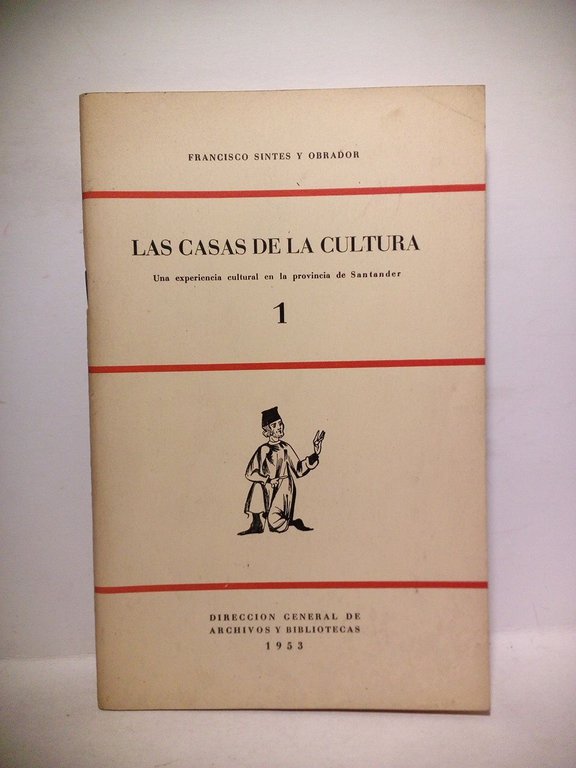 FRANCISCO SINTES Y OBRADOR
LAS CASAS DE LA CULTURA
Una experiencia cultural en la provincia de Santander
1
DIRECCION GENERAL DE
ARCHIVOS Y BIBLIOTECAS
1953